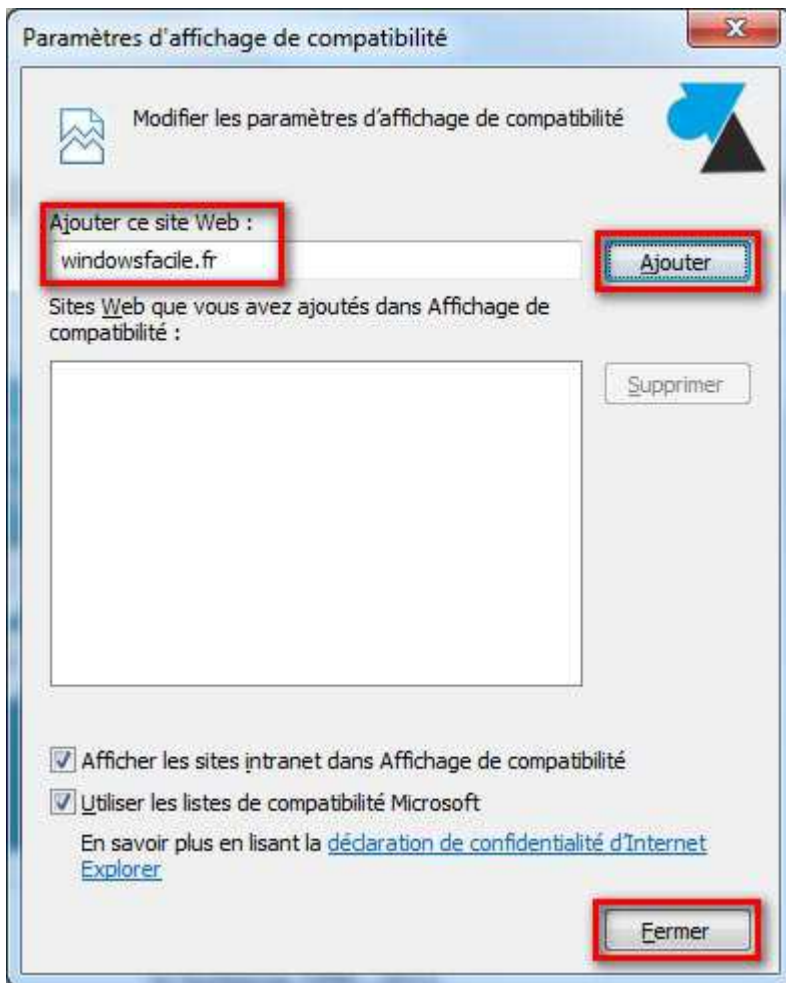 Paramètres d'affichage de compatibilité
Modifier les paramètres d’affichage de compatibilité
Ajouter ce site Web :
windowsfacile.fr
Ajouter
Sites Web que vous avez ajoutés dans Affichage de
compatibilité :
Supprimer
Afficher les sites intranet dans Affichage de compatibilité
Utiliser les listes de compatibilité Microsoft
En savoir plus en lisant la déclaration de confidentialité d’Internet
Explorer
Fermer